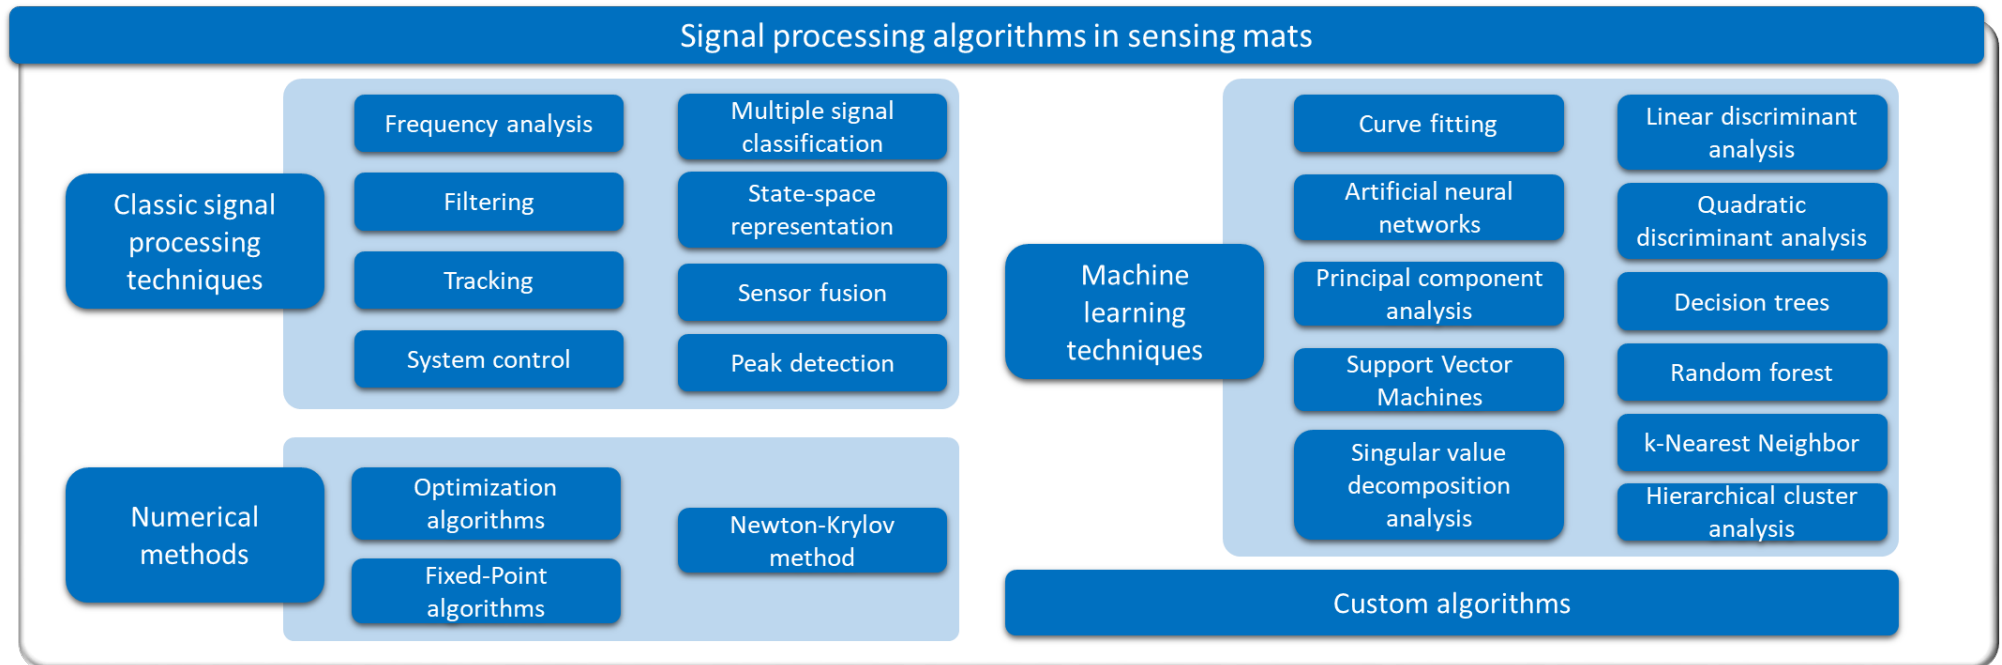 Signal processing algorithms in sensing mats
Classic signal
processing
techniques
Frequency analysis
Filtering
Tracking
System control
Multiple signal
classification
State-space
representation
Sensor fusion
Peak detection
Numerical
methods
Optimization
algorithms
Fixed-Point
algorithms
Newton-Krylov
method
Machine
learning
techniques
Curve fitting
Artificial neural
networks
Principal component
analysis
Support Vector
Machines
Singular value
decomposition
analysis
Linear discriminant
analysis
Quadratic
discriminant analysis
Decision trees
Random forest
k-Nearest Neighbor
Hierarchical cluster
analysis
Custom algorithms